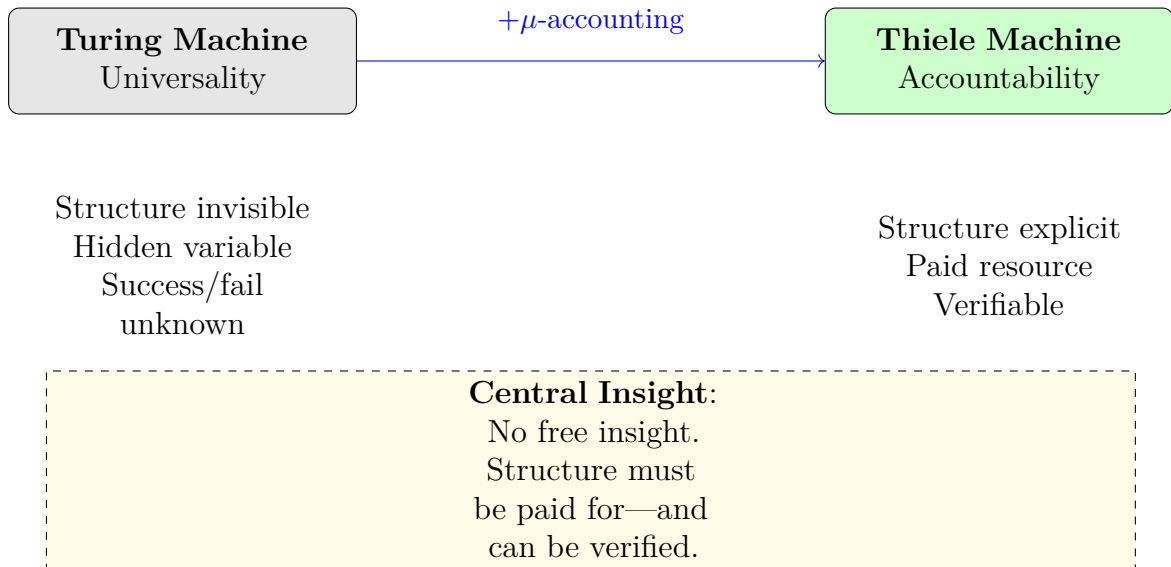 Turing Machine
Universality
+μ-accounting
Thiele Machine
Accountability
Structure invisible
Hidden variable
Success/fail
unknown
Structure explicit
Paid resource
Verifiable
Central Insight:
No free insight.
Structure must
be paid for—and
can be verified.